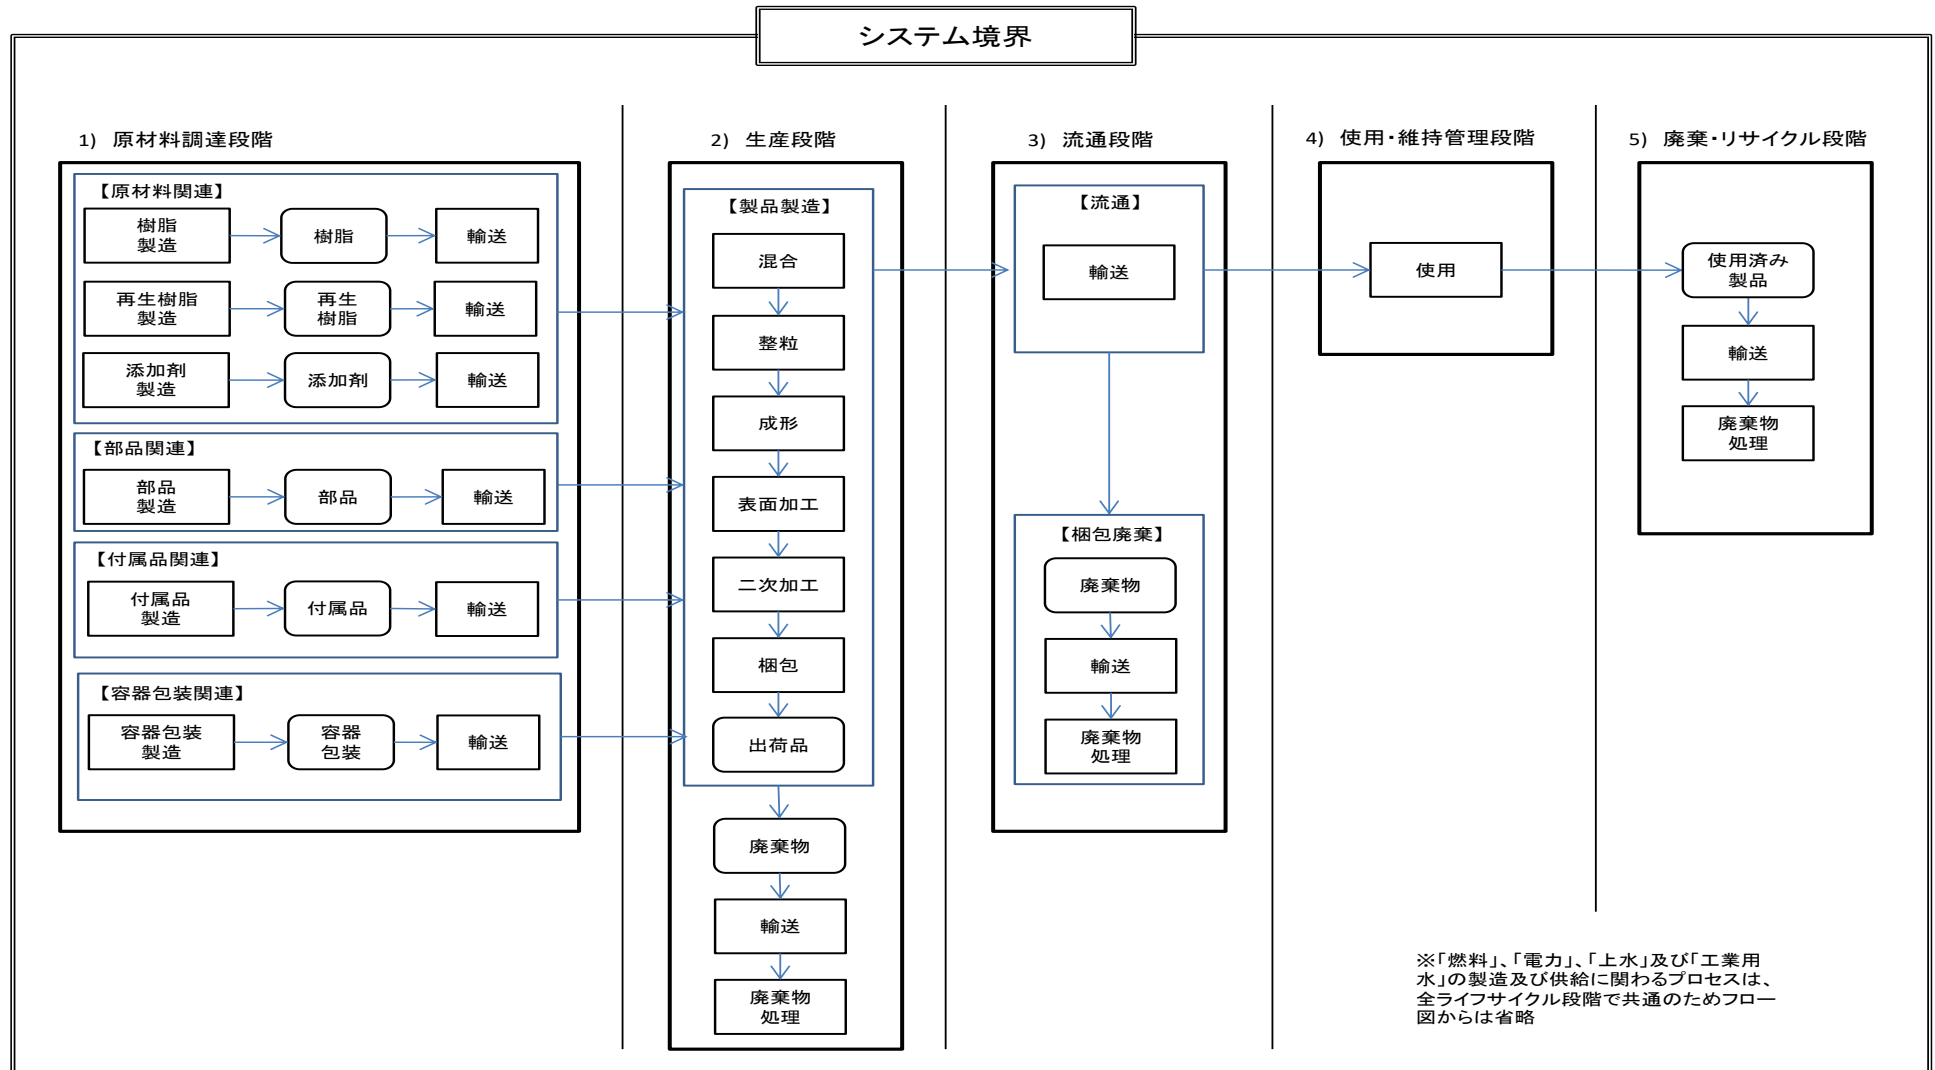 システム境界
1) 原材料調達段階
【原材料関連】
樹脂
製造
樹脂
輸送
再生樹脂
製造
再生
樹脂
輸送
添加剤
製造
添加剤
輸送
【部品関連】
部品
製造
部品
輸送
【付属品関連】
付属品
製造
付属品
輸送
【容器包装関連】
容器包装
製造
容器
包装
輸送
2) 生産段階
【製品製造】
混合
整粒
成形
表面加工
二次加工
梱包
出荷品
廃棄物
輸送
廃棄物
処理
3) 流通段階
【流通】
輸送
【梱包廃棄】
廃棄物
輸送
廃棄物
処理
4) 使用・維持管理段階
使用
5) 廃棄・リサイクル段階
使用済み
製品
輸送
廃棄物
処理
※「燃料」、「電力」、「上水」及び「工業用
水」の製造及び供給に関わるプロセスは、
全ライフサイクル段階で共通のためフロー
図からは省略